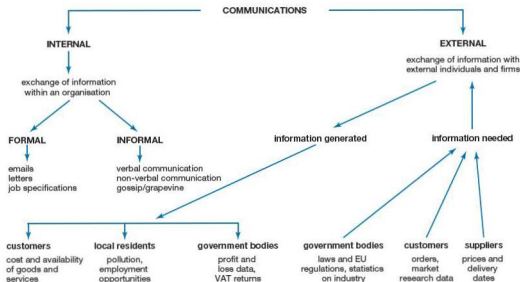 COMMUNICATIONS
INTERNAL
exchange of information
within an organisation
FORMAL
emails
letters
job specifications
INFORMAL
verbal communication
non-verbal communication
gossip/grapevine
EXTERNAL
exchange of information with
external individuals and firms
information generated
information needed
customers
cost and availability
of goods and
services
local residents
pollution,
employment
opportunities
government bodies
profit and
loss data,
VAT returns
government bodies
laws and EU
regulations, statistics
on industry
customers
orders,
market
research data
suppliers
prices and
delivery
dates